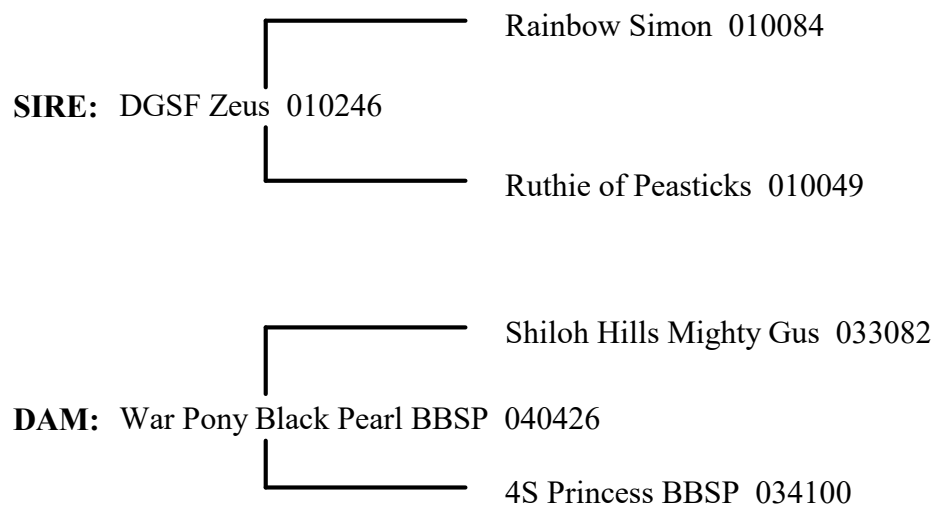 Rainbow Simon 010084
SIRE: DGSF Zeus 010246
Ruthie of Peasticks 010049
Shiloh Hills Mighty Gus 033082
DAM: War Pony Black Pearl BBSP 040426
4S Princess BBSP 034100